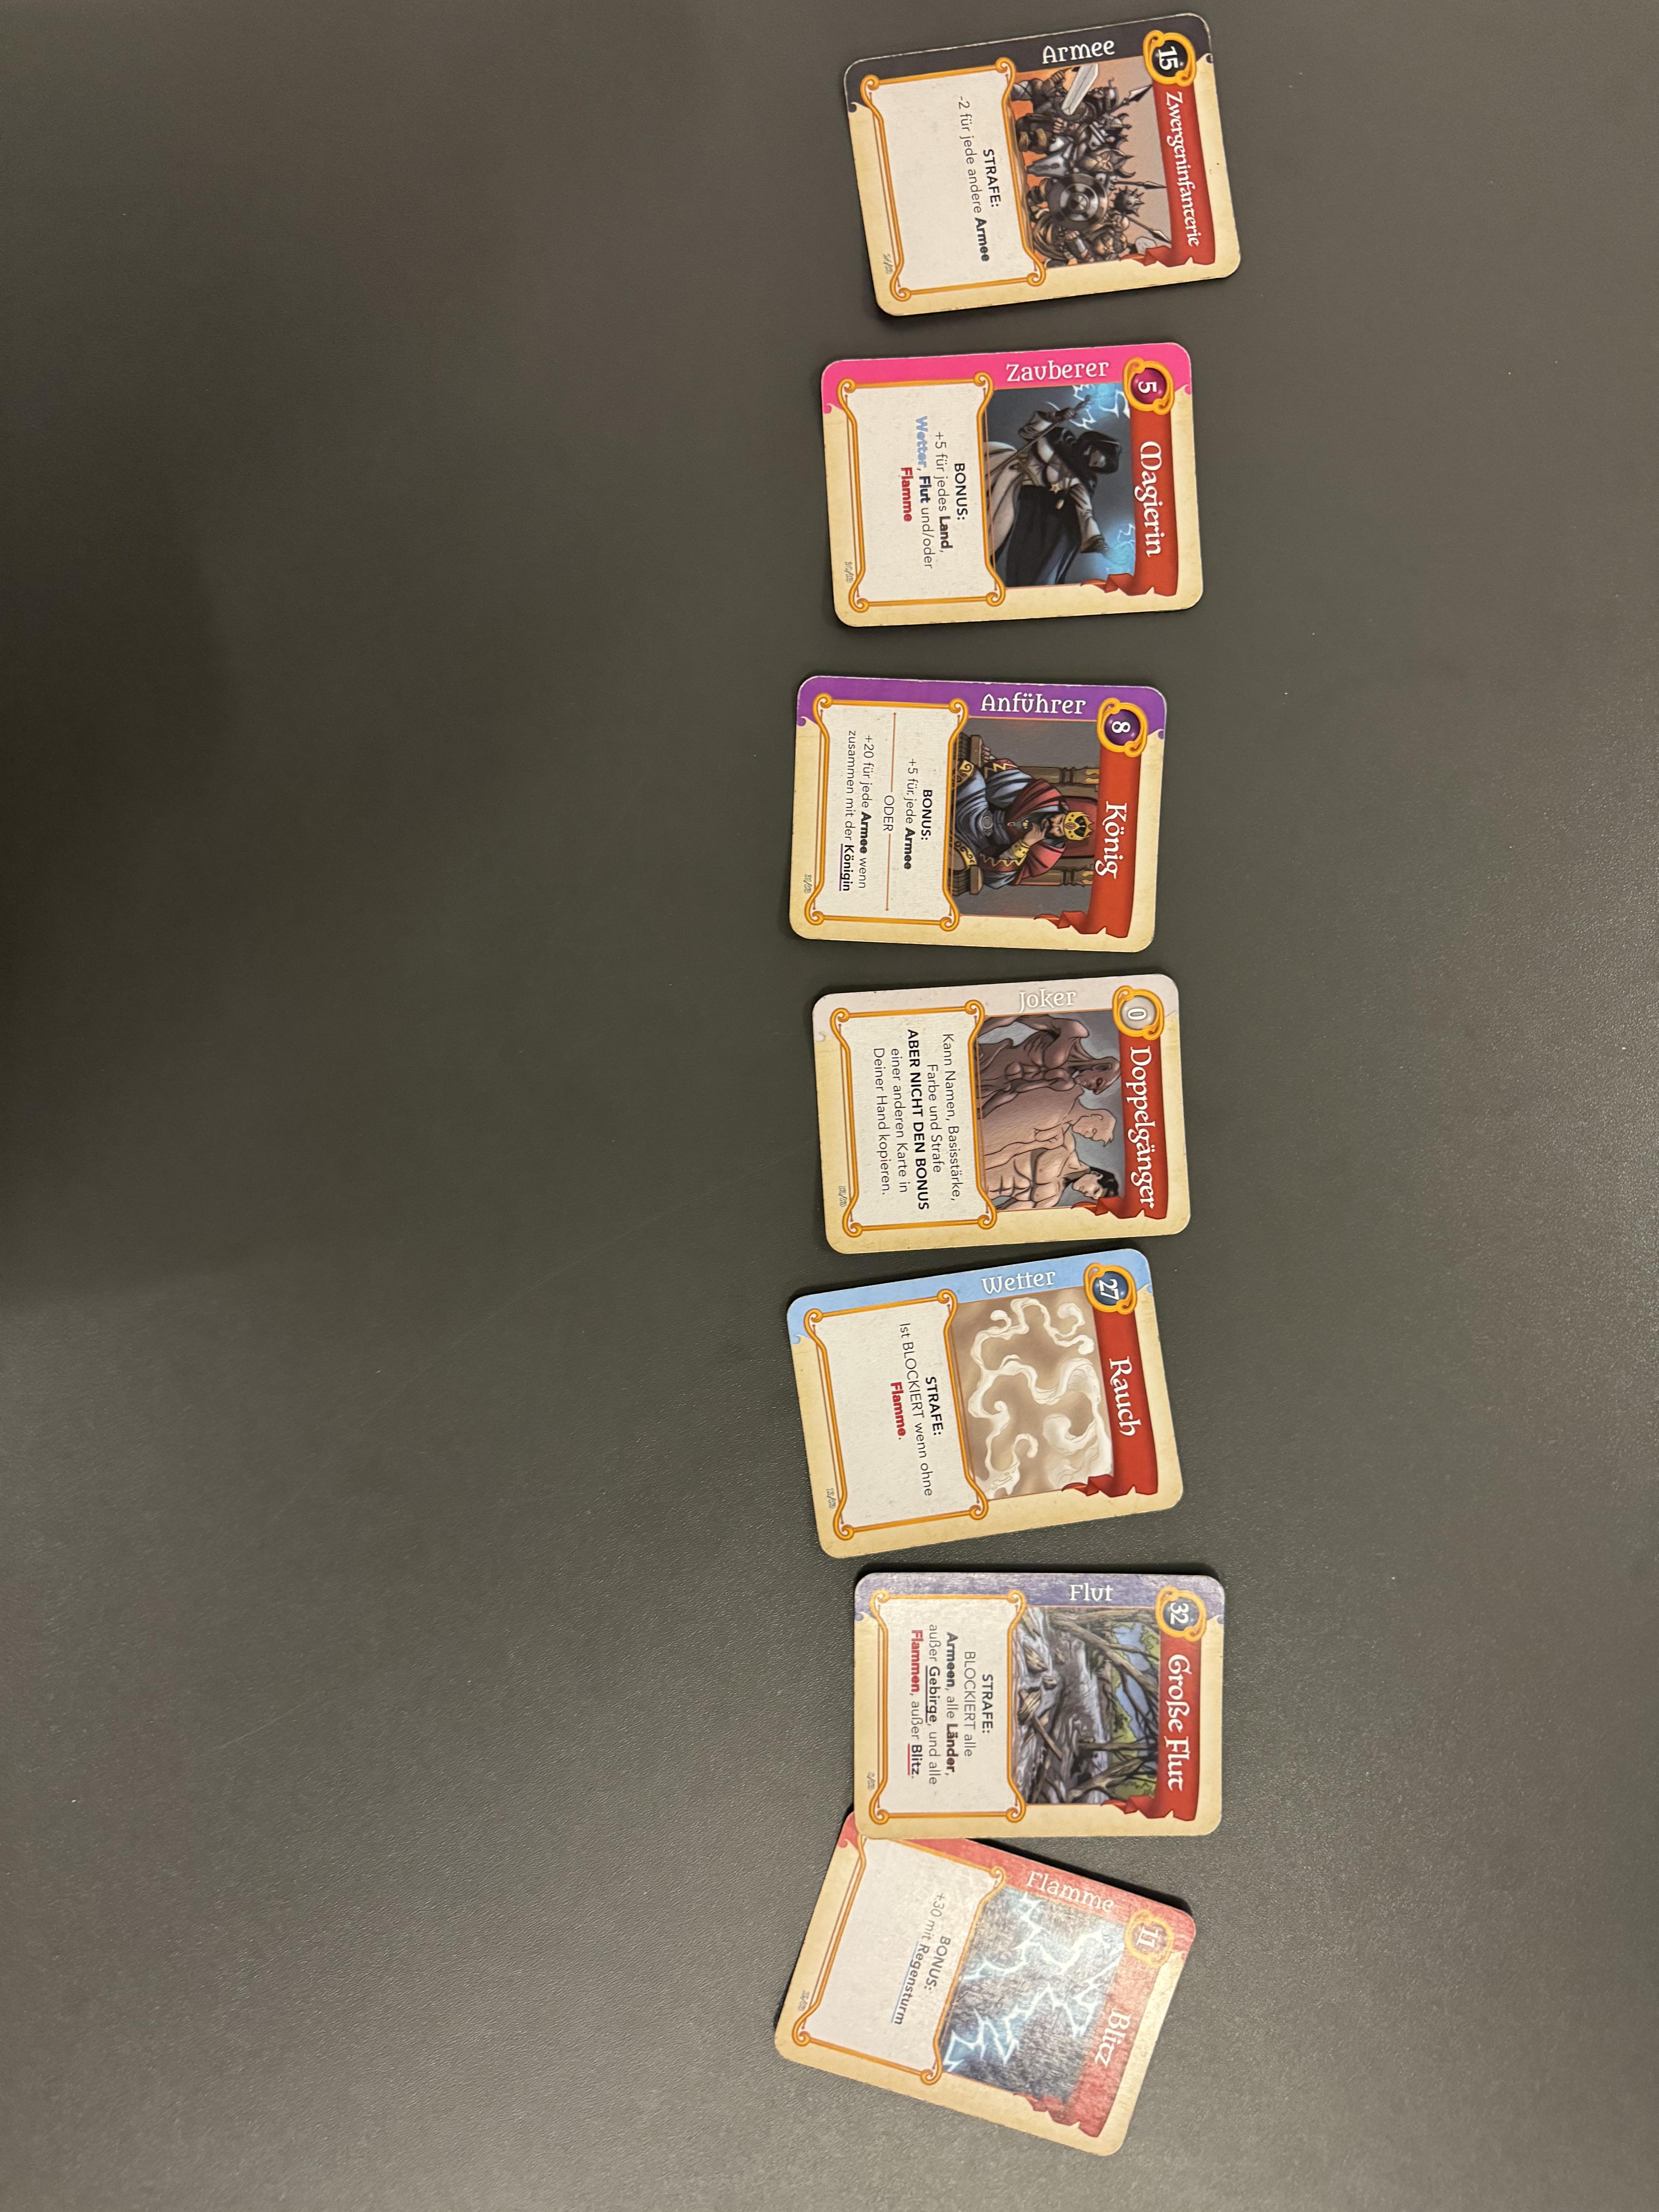 15
Zwergeninfanterie
Armee
STRAFE:
-2 für jede andere Armee
5
Magierin
Zauberer
BONUS:
+5 für jedes Land,
Wetter, Flut und/oder
Flamme
8
König
Anführer
BONUS:
+5 für jede Armee
ODER
+20 für jede Armee wenn
zusammen mit der Königin
0
Doppelgänger
Joker
Kann Namen, Basisstärke,
Farbe und Strafe
ABER NICHT DEN BONUS
einer anderen Karte in
Deiner Hand kopieren.
27
Rauch
Wetter
STRAFE:
Ist BLOCKIERT wenn ohne
Flamme.
32
Große Flut
Flut
STRAFE:
BLOCKIERT alle
Armeen, alle Länder,
außer Gebirge, und alle
Flammen, außer Blitz.
11
Blitz
Flamme
BONUS:
+30 mit Regensturm